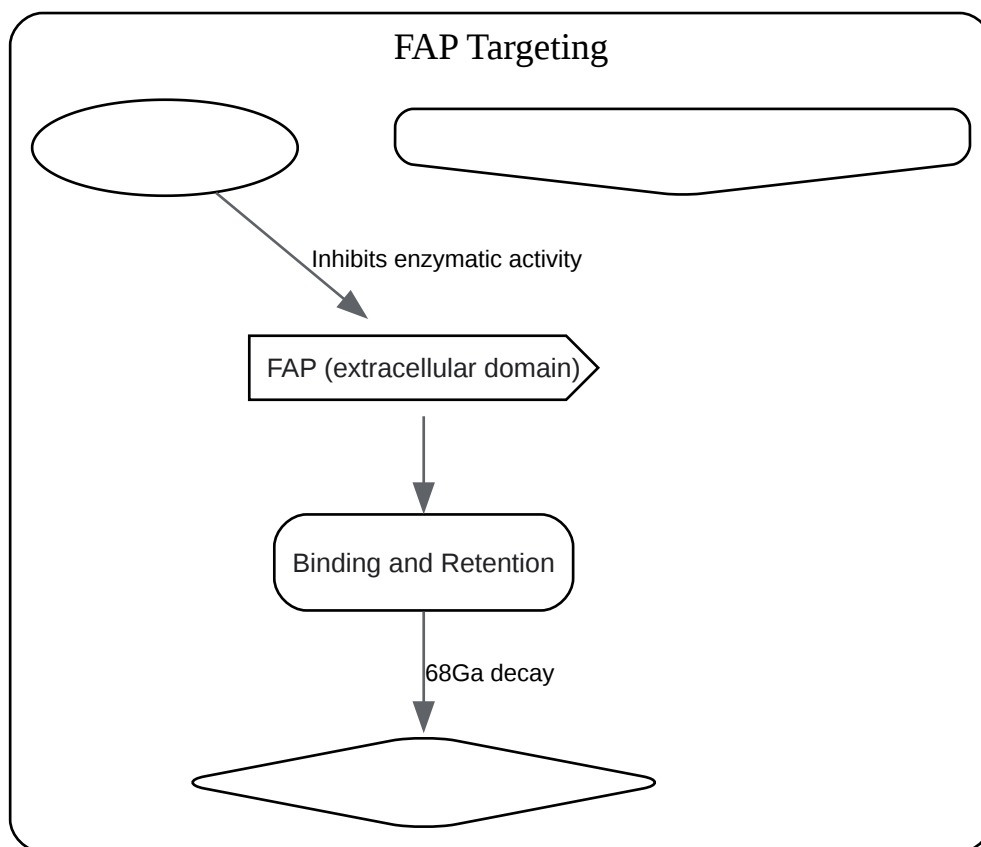 FAP Targeting
Inhibits enzymatic activity
FAP (extracellular domain)
Binding and Retention
68Ga decay